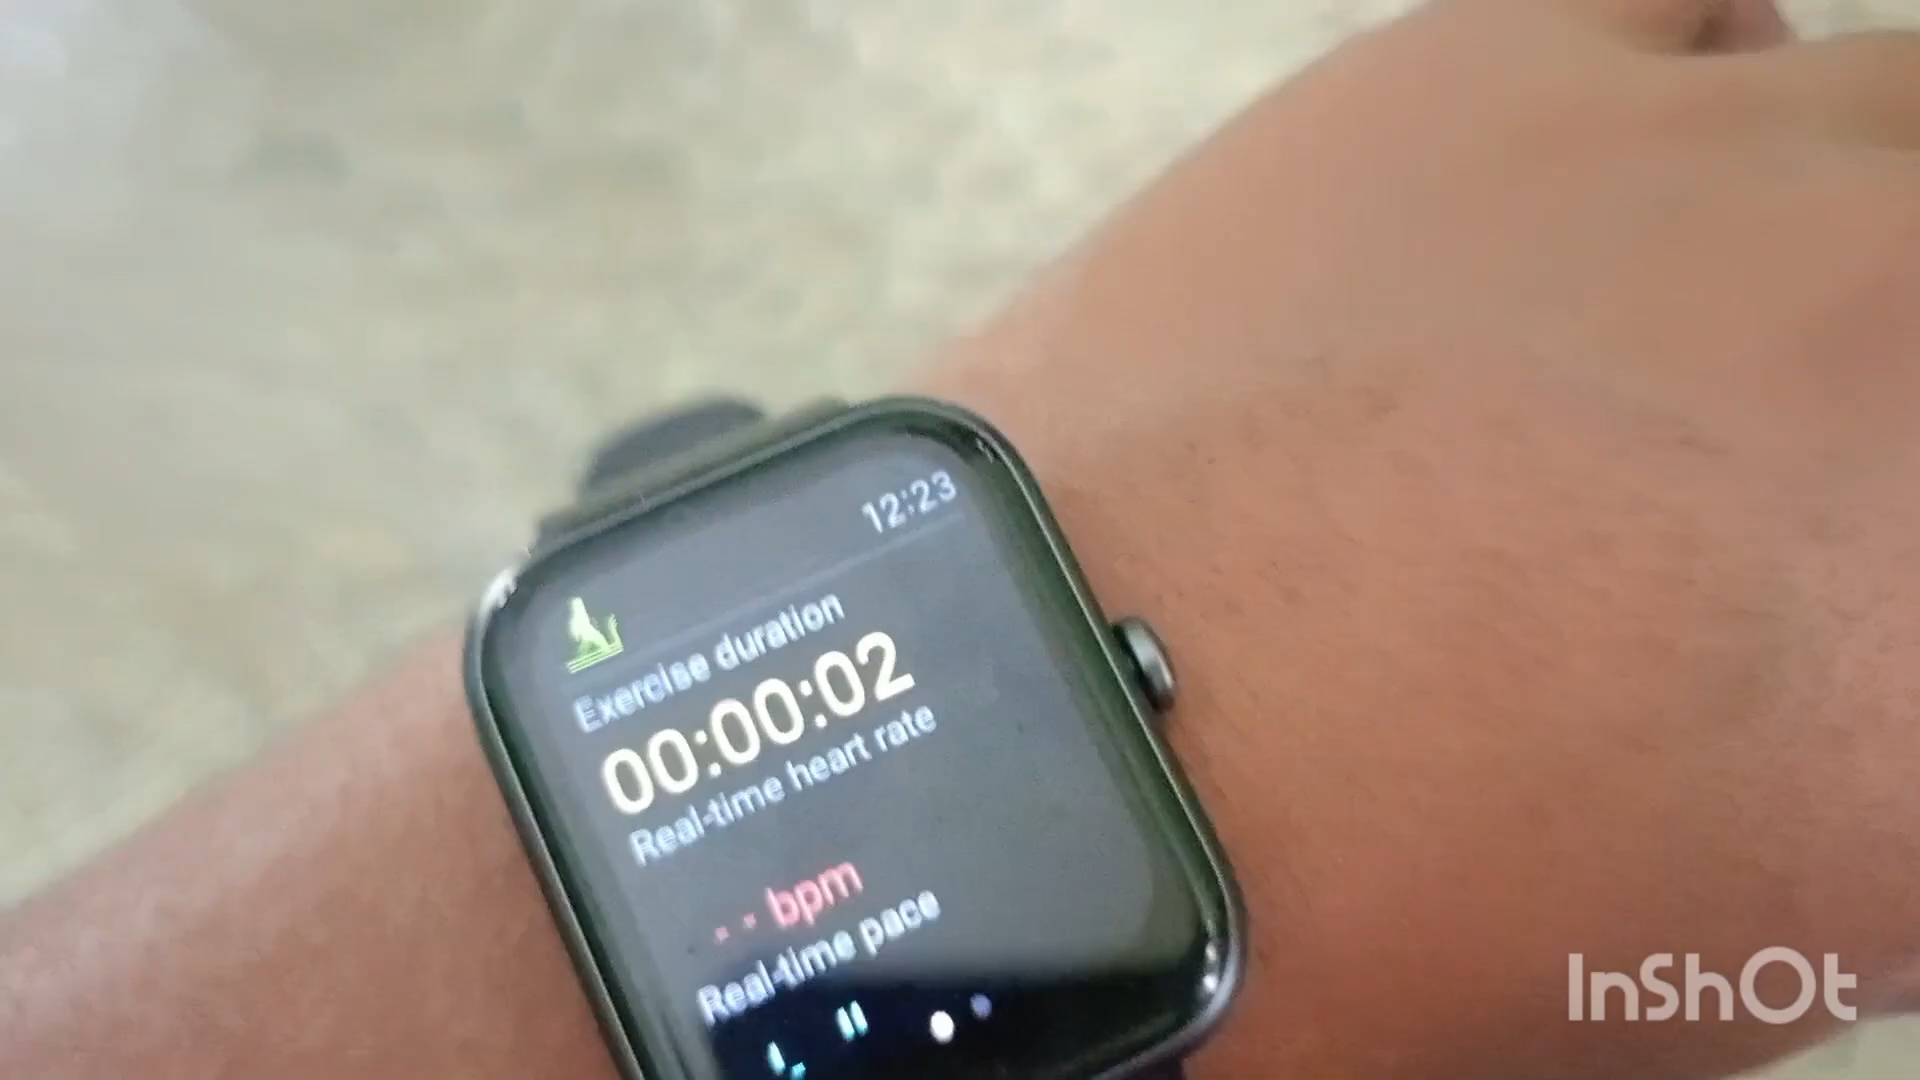 12:23
Exercise duration
00:00:02
Real-time heart rate
-- bpm
Real-time pace
InShOt